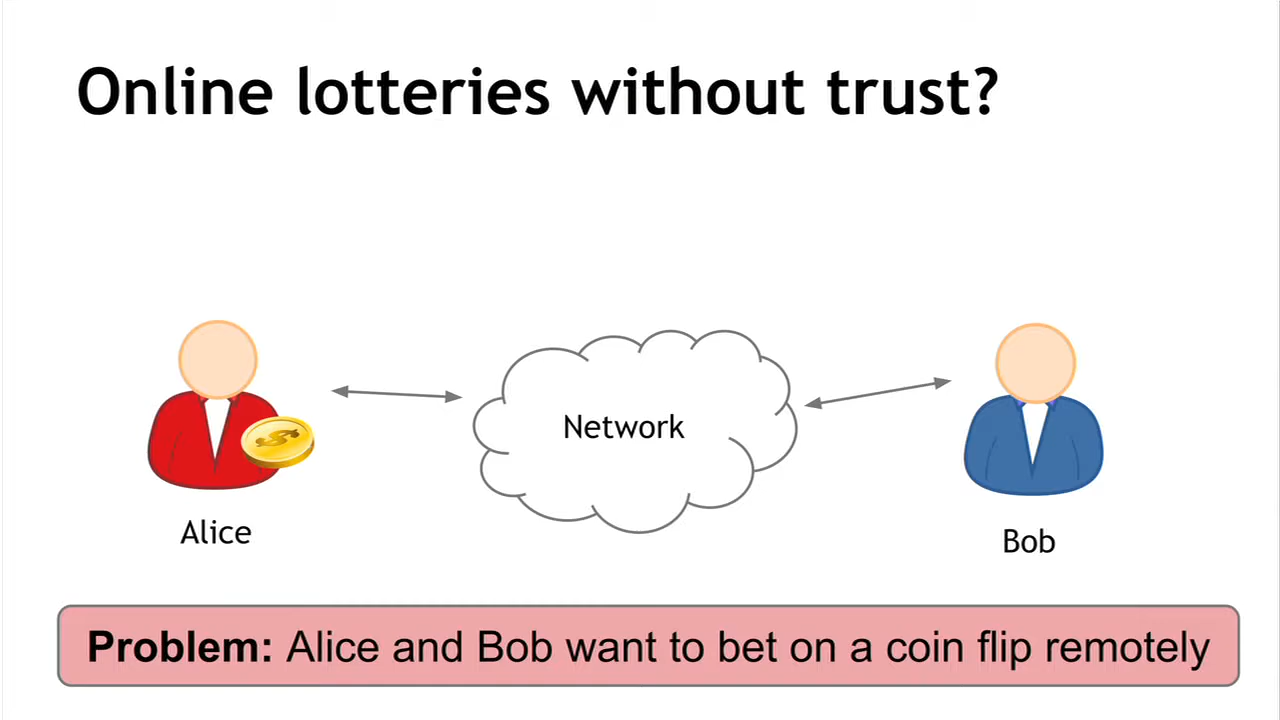 Online lotteries without trust?
Network
Alice
Bob
Problem: Alice and Bob want to bet on a coin flip remotely